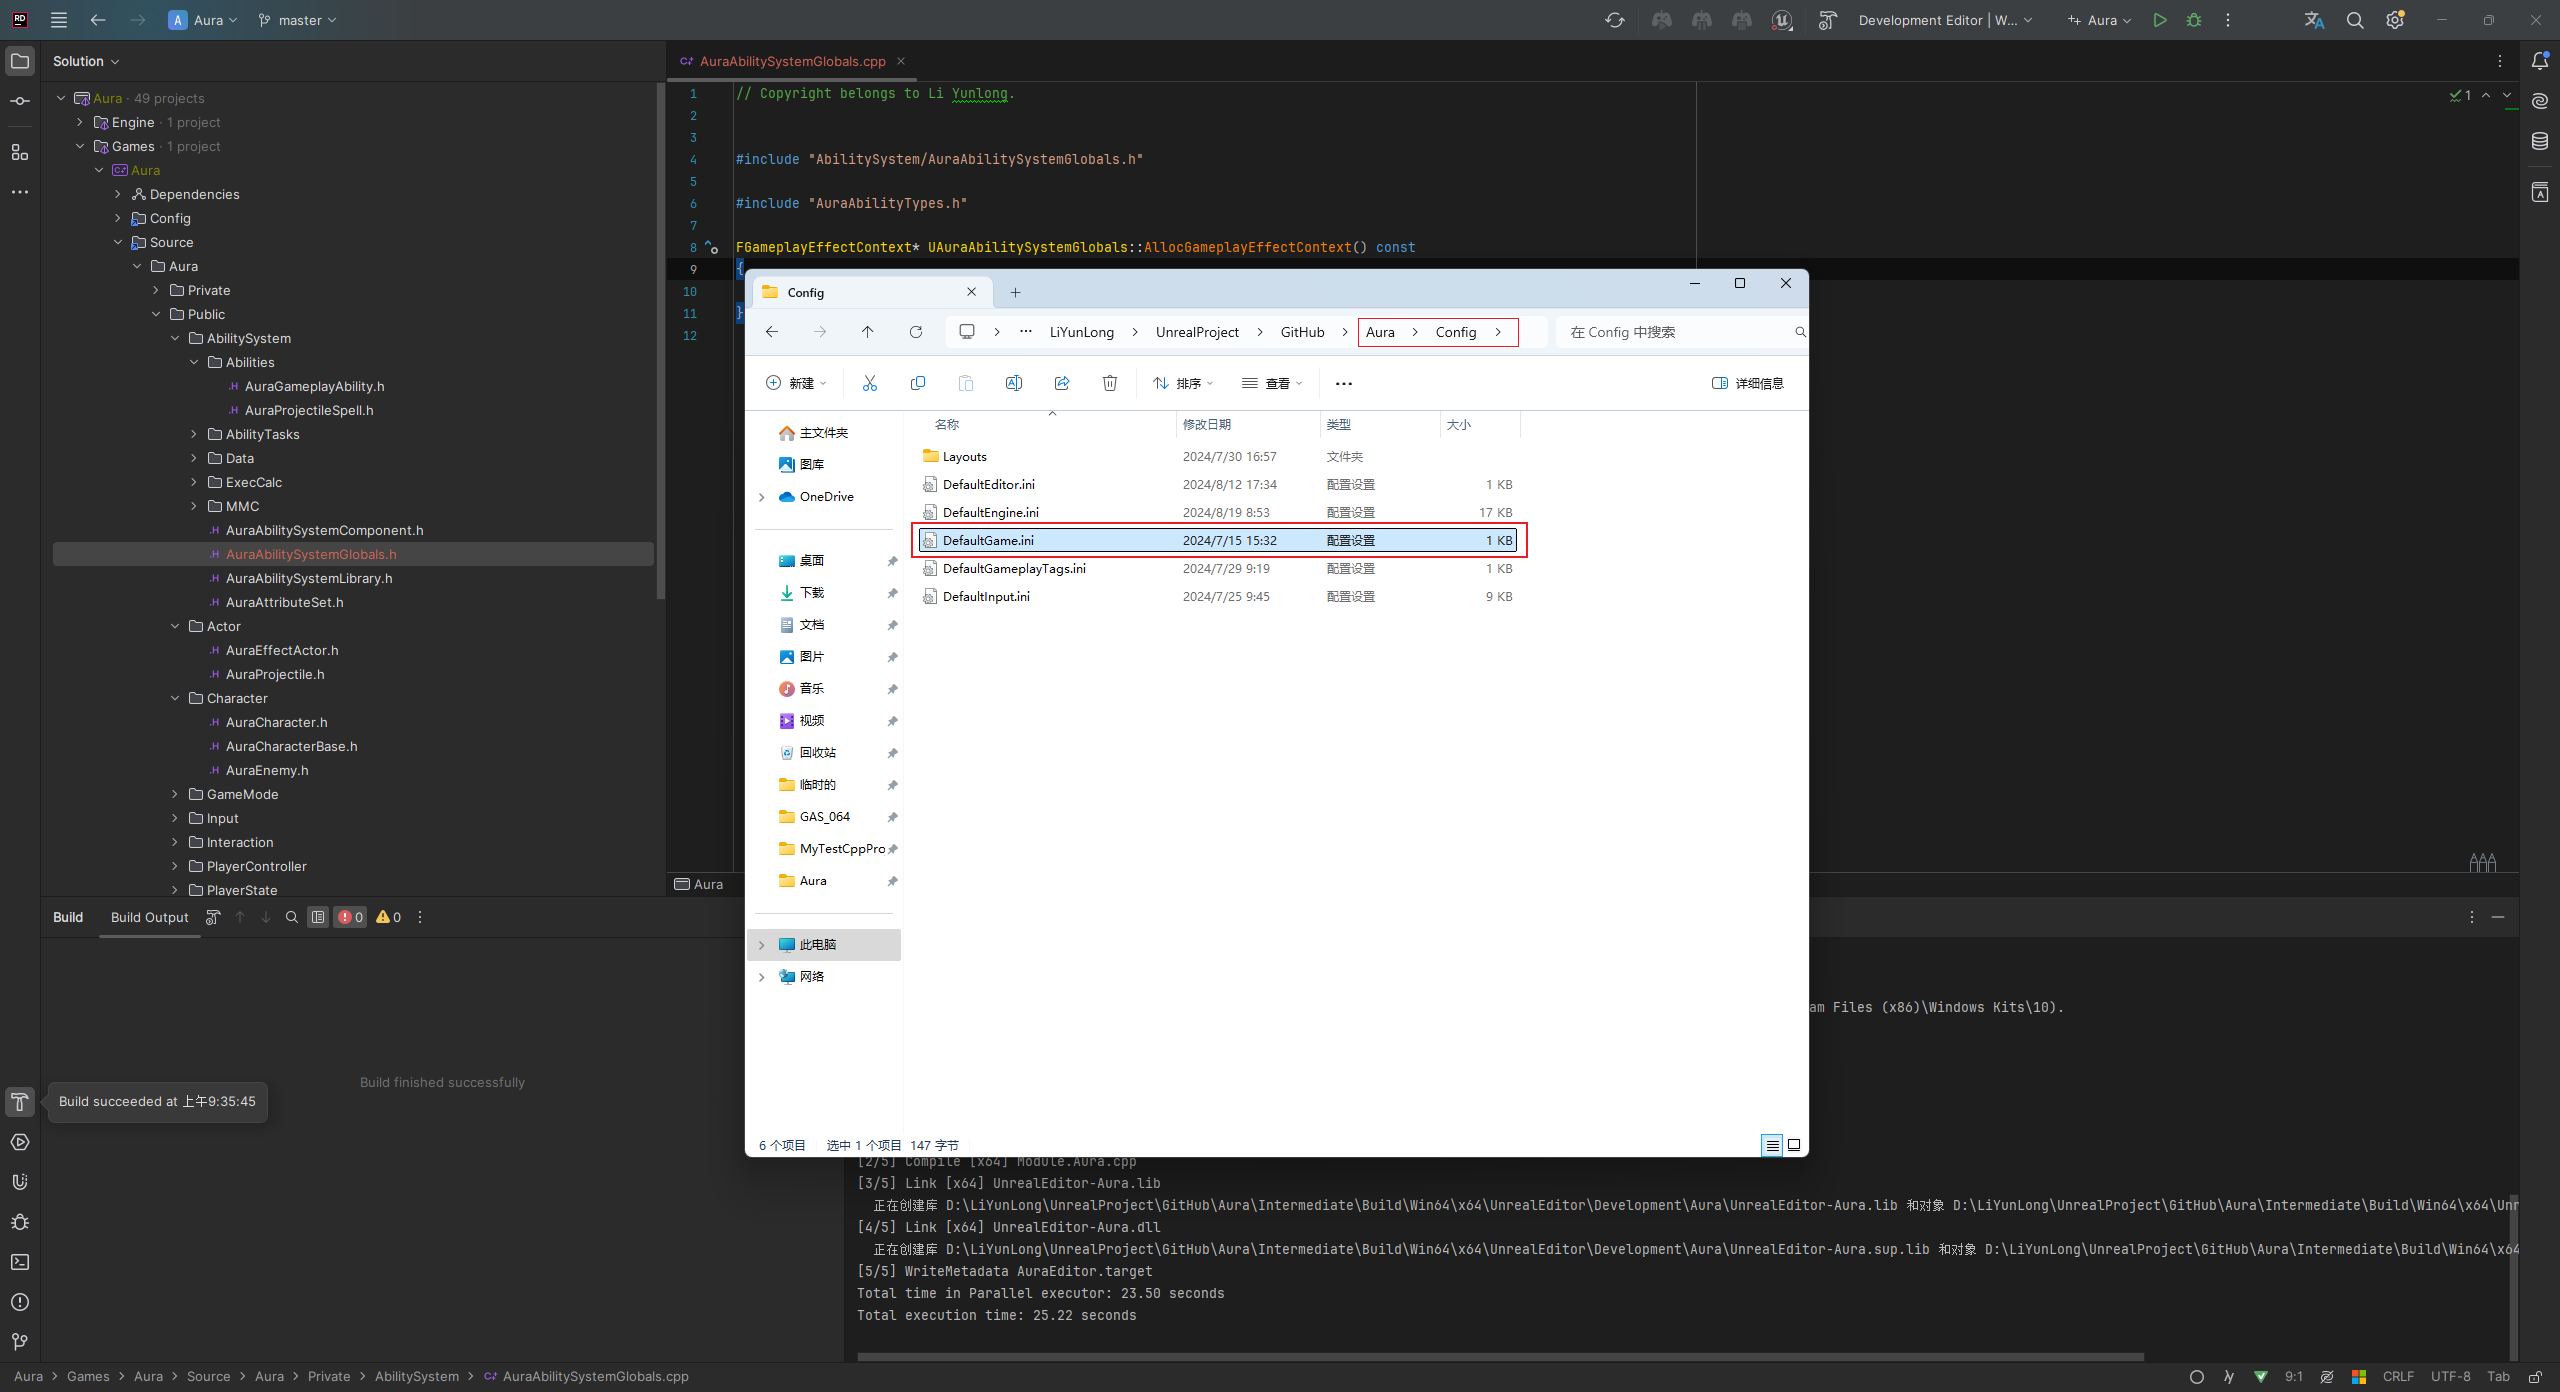 RD
A Aura
master
Development Editor | W...
Aura
Solution
AuraAbilitySystemGlobals.cpp
Aura · 49 projects
Engine · 1 project
Games · 1 project
Aura
Dependencies
Config
Source
Aura
Private
Public
AbilitySystem
Abilities
AuraGameplayAbility.h
AuraProjectileSpell.h
AbilityTasks
Data
ExecCalc
MMC
AuraAbilitySystemComponent.h
AuraAbilitySystemGlobals.h
AuraAbilitySystemLibrary.h
AuraAttributeSet.h
Actor
AuraEffectActor.h
AuraProjectile.h
Character
AuraCharacter.h
AuraCharacterBase.h
AuraEnemy.h
GameMode
Input
Interaction
PlayerController
PlayerState
1 // Copyright belongs to Li Yunlong.
2
3
4 #include "AbilitySystem/AuraAbilitySystemGlobals.h"
5
6 #include "AuraAbilityTypes.h"
7
8 FGameplayEffectContext* UAuraAbilitySystemGlobals::AllocGameplayEffectContext() const
9 {
10
11 }
12
1
Aura
Config
LiYunLong > UnrealProject > GitHub > Aura > Config >
在 Config 中搜索
新建
排序
查看
详细信息
名称 修改日期 类型 大小
Layouts 2024/7/30 16:57 文件夹
DefaultEditor.ini 2024/8/12 17:34 配置设置 1 KB
DefaultEngine.ini 2024/8/19 8:53 配置设置 17 KB
DefaultGame.ini 2024/7/15 15:32 配置设置 1 KB
DefaultGameplayTags.ini 2024/7/29 9:19 配置设置 1 KB
DefaultInput.ini 2024/7/25 9:45 配置设置 9 KB
主文件夹
图库
OneDrive
桌面
下载
文档
图片
音乐
视频
回收站
临时的
GAS_064
MyTestCppPro
Aura
此电脑
网络
6 个项目 选中 1 个项目 147 字节
Build
Build Output
0
0
Build finished successfully
Build succeeded at 上午9:35:45
am Files (x86)\Windows Kits\10).
[2/5] Compile [x64] Module.Aura.cpp
[3/5] Link [x64] UnrealEditor-Aura.lib
正在创建库 D:\LiYunLong\UnrealProject\GitHub\Aura\Intermediate\Build\Win64\x64\UnrealEditor\Development\Aura\UnrealEditor-Aura.lib 和对象 D:\LiYunLong\UnrealProject\GitHub\Aura\Intermediate\Build\Win64\x64\Unr
[4/5] Link [x64] UnrealEditor-Aura.dll
正在创建库 D:\LiYunLong\UnrealProject\GitHub\Aura\Intermediate\Build\Win64\x64\UnrealEditor\Development\Aura\UnrealEditor-Aura.sup.lib 和对象 D:\LiYunLong\UnrealProject\GitHub\Aura\Intermediate\Build\Win64\x64
[5/5] WriteMetadata AuraEditor.target
Total time in Parallel executor: 23.50 seconds
Total execution time: 25.22 seconds
Aura > Games > Aura > Source > Aura > Private > AbilitySystem > AuraAbilitySystemGlobals.cpp
9:1
CRLF
UTF-8
Tab